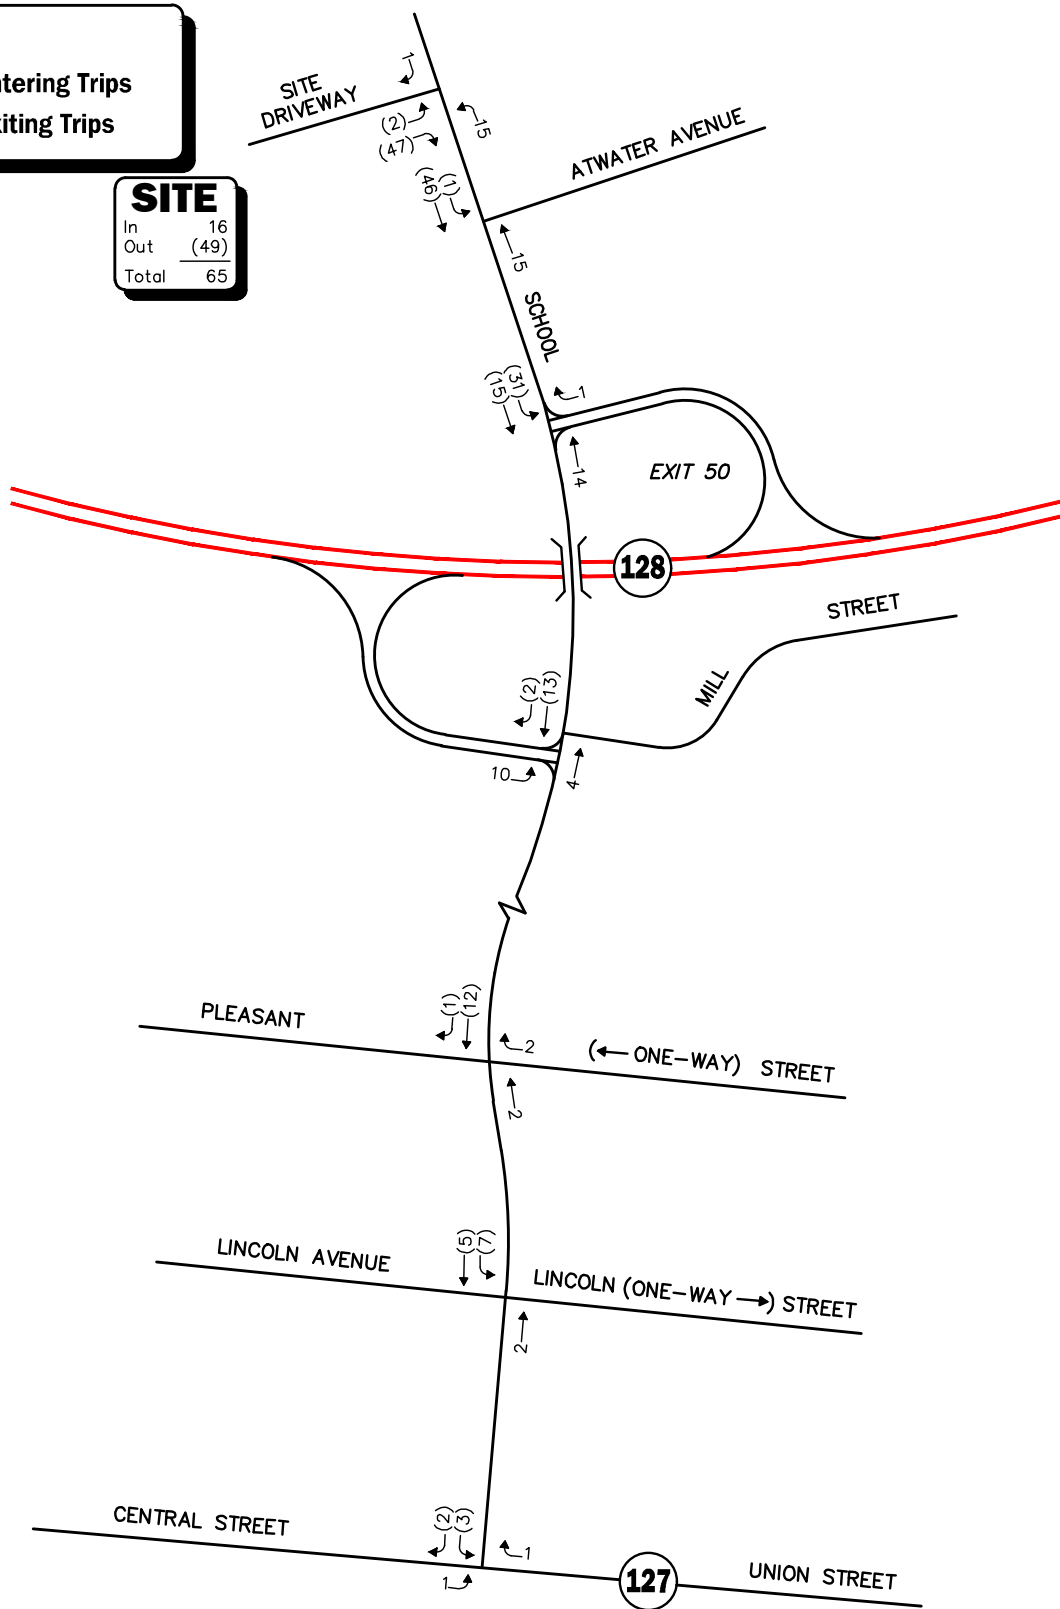 ntering Trips
xiting Trips
SITE
In 16
Out (49)
Total 65
SITE
DRIVEWAY
1
(2)
(47)
15
ATWATER AVENUE
(1)
(46)
15
SCHOOL
(31)
(15)
1
14
EXIT 50
128
STREET
MILL
(2)
(13)
10
4
PLEASANT
(1)
(12)
2
(← ONE-WAY) STREET
2
LINCOLN AVENUE
(5)
(7)
LINCOLN (ONE-WAY →) STREET
2
CENTRAL STREET
(2)
(3)
1
1
127
UNION STREET